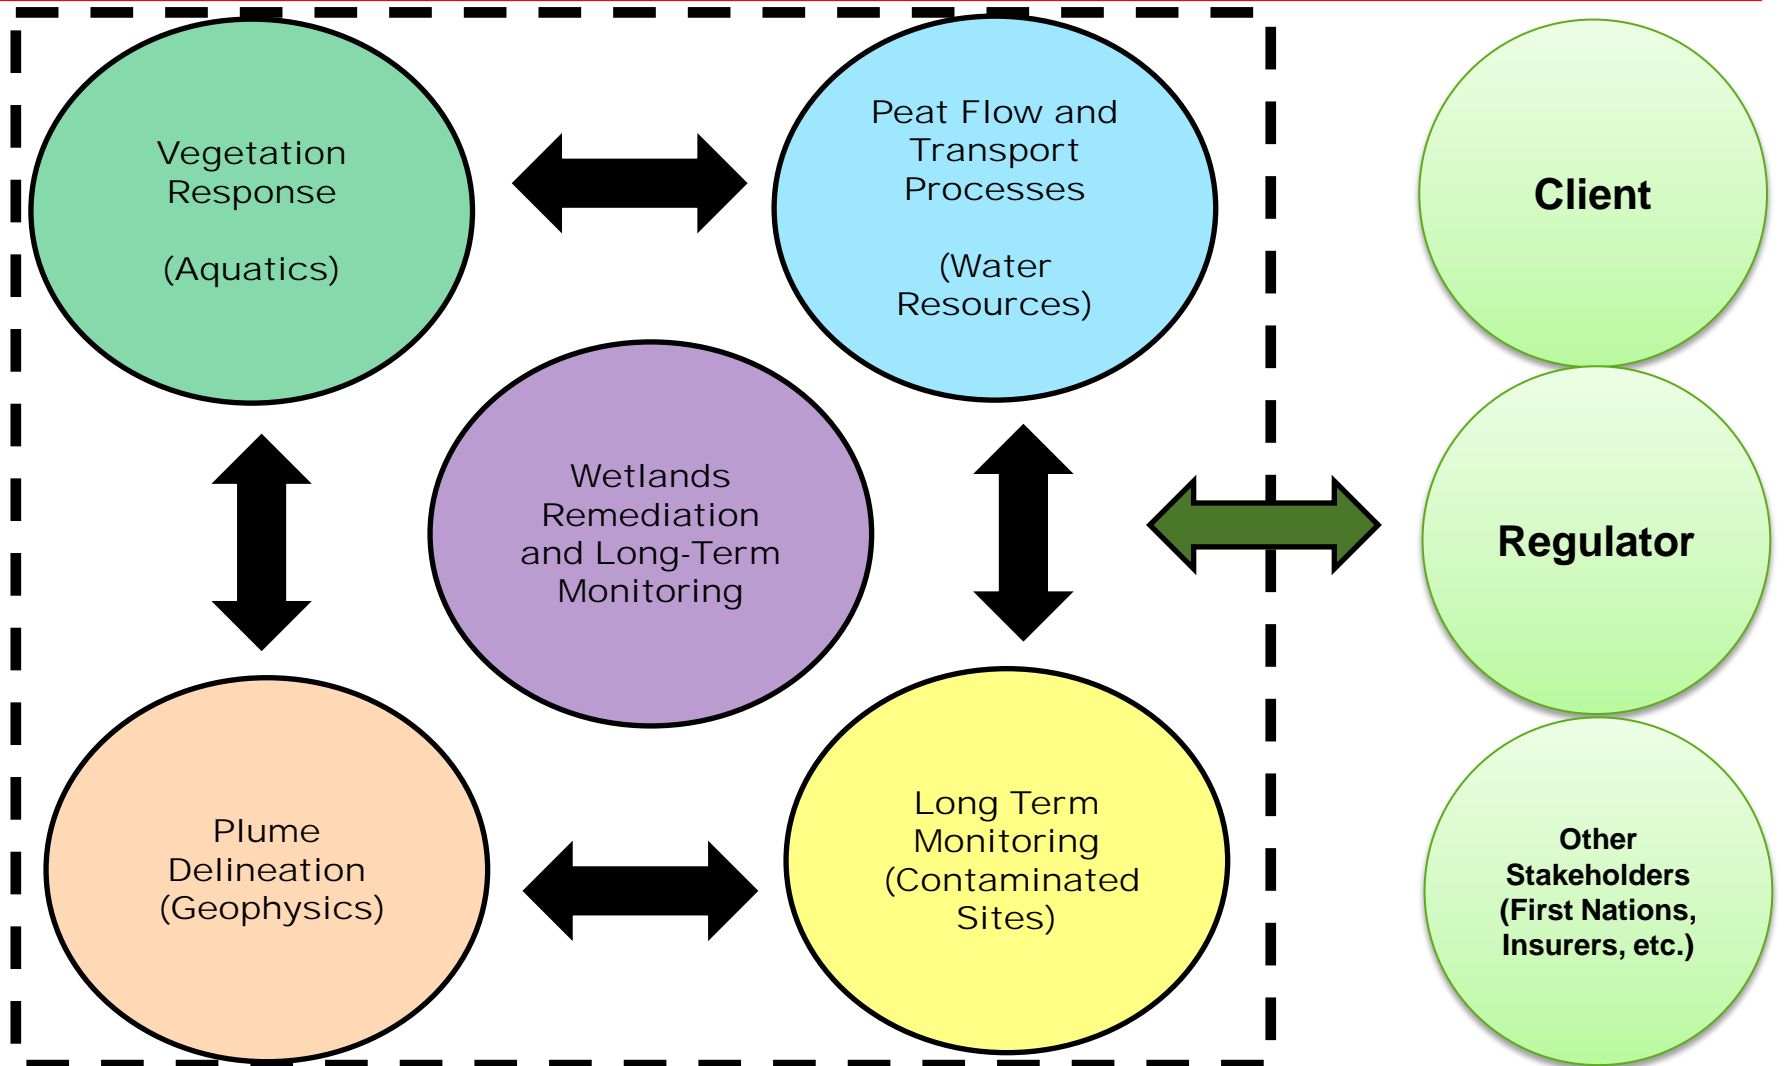 Vegetation
Response
(Aquatics)
Peat Flow and
Transport
Processes
(Water
Resources)
Wetlands
Remediation
and Long-Term
Monitoring
Plume
Delineation
(Geophysics)
Long Term
Monitoring
(Contaminated
Sites)
Client
Regulator
Other
Stakeholders
(First Nations,
Insurers, etc.)